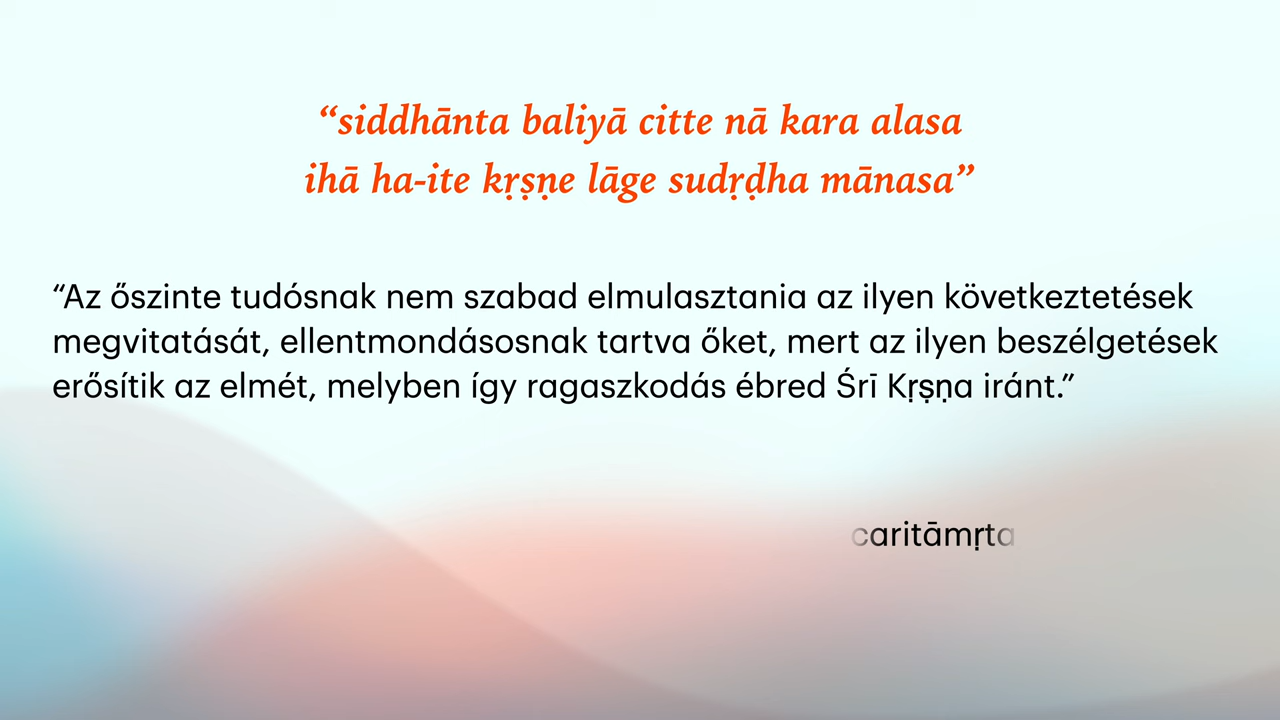 “siddhānta baliyā citte nā kara alasa
ihā ha-ite kṛṣṇe lāge sudṛḍha mānasa”
“Az őszinte tudósnak nem szabad elmulasztania az ilyen következtetések
megvitatását, ellentmondásosnak tartva őket, mert az ilyen beszélgetések
erősítik az elmét, melyben így ragaszkodás ébred Śrī Kṛṣṇa iránt.”
caritāmṛta